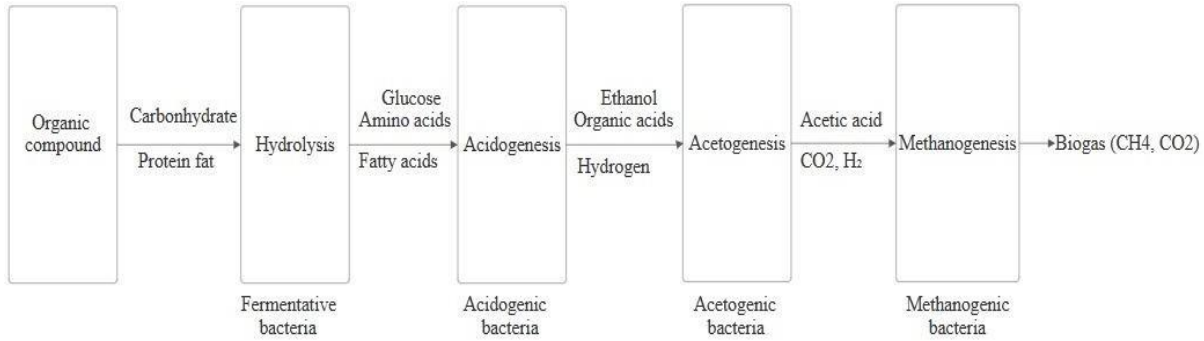 Organic
compound
Carbonhydrate
Protein fat
Hydrolysis
Fermentative
bacteria
Glucose
Amino acids
Fatty acids
Acidogenesis
Acidogenic
bacteria
Ethanol
Organic acids
Hydrogen
Acetogenesis
Acetogenic
bacteria
Acetic acid
CO2, H₂
Methanogenesis
Methanogenic
bacteria
Biogas (CH4, CO2)